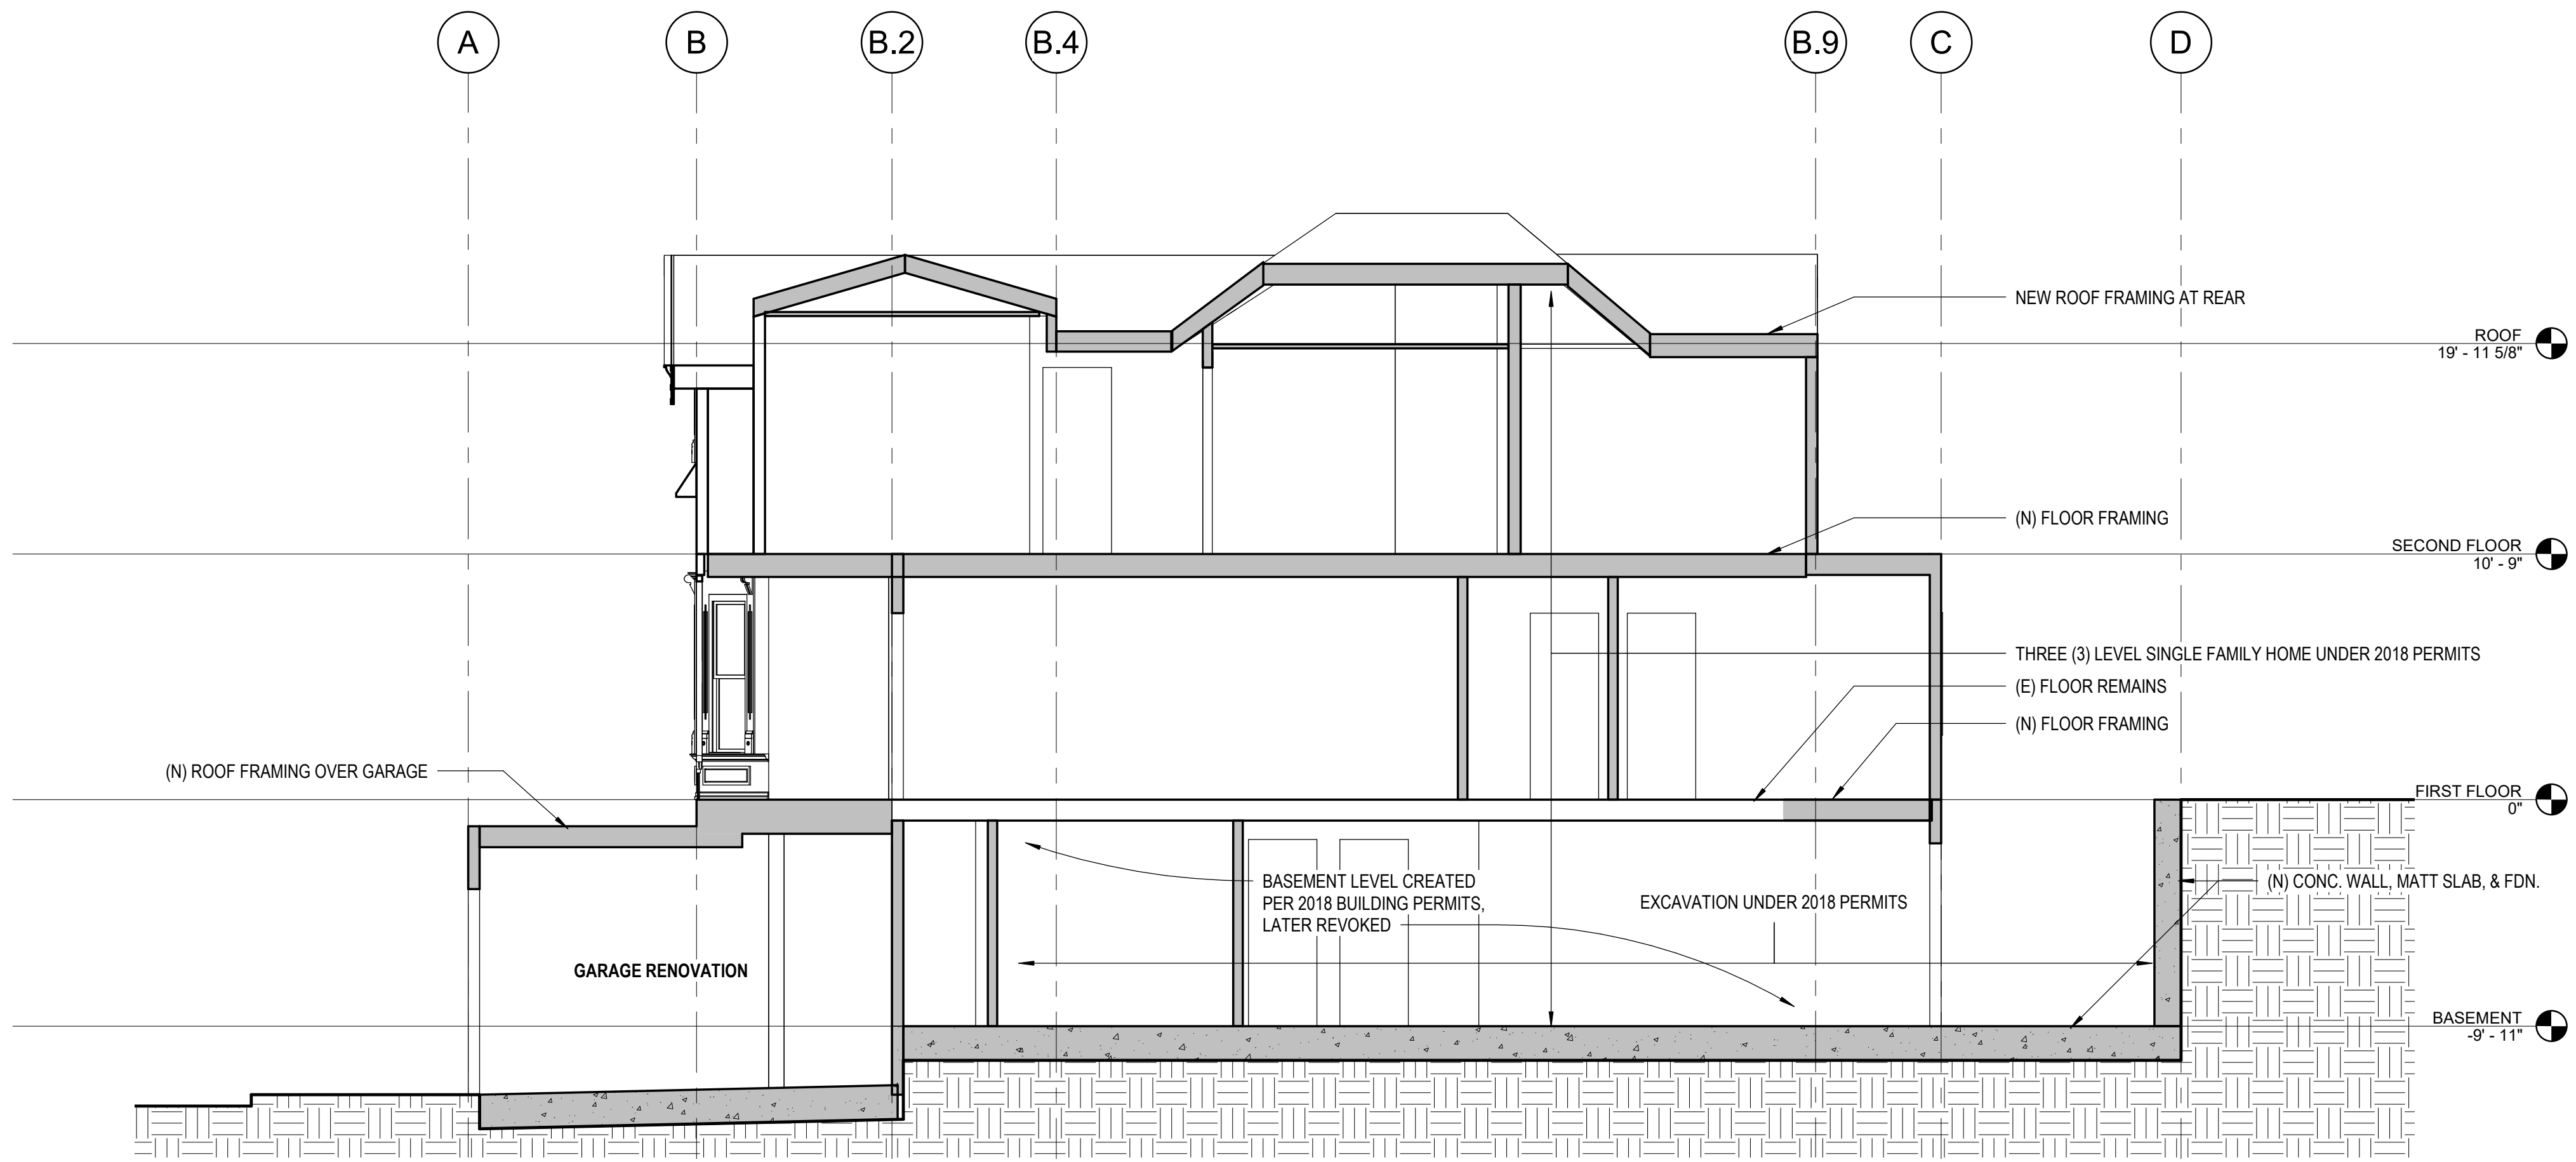 A
B
B.2
B.4
B.9
C
D
NEW ROOF FRAMING AT REAR
ROOF
19' - 11 5/8"
(N) FLOOR FRAMING
SECOND FLOOR
10' - 9"
THREE (3) LEVEL SINGLE FAMILY HOME UNDER 2018 PERMITS
(E) FLOOR REMAINS
(N) FLOOR FRAMING
(N) ROOF FRAMING OVER GARAGE
FIRST FLOOR
0"
BASEMENT LEVEL CREATED
PER 2018 BUILDING PERMITS,
LATER REVOKED
EXCAVATION UNDER 2018 PERMITS
(N) CONC. WALL, MATT SLAB, & FDN.
GARAGE RENOVATION
BASEMENT
-9' - 11"